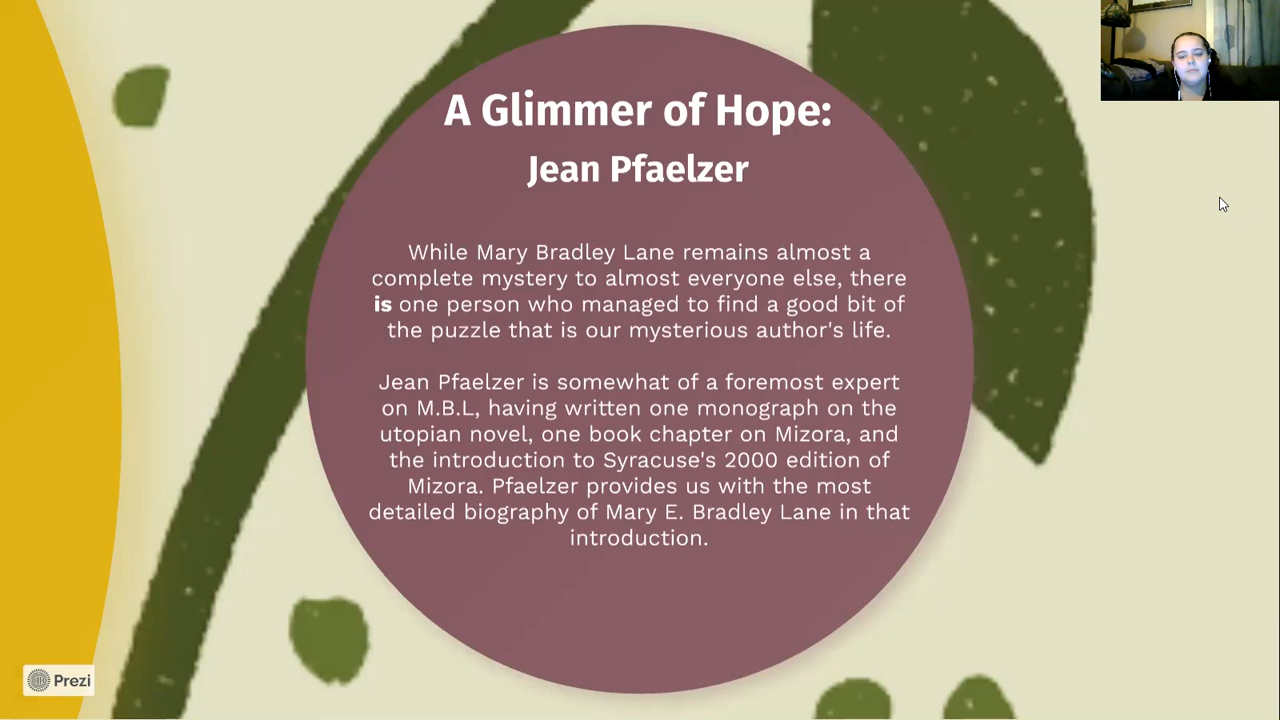 A Glimmer of Hope:
Jean Pfaelzer
While Mary Bradley Lane remains almost a
complete mystery to almost everyone else, there
is one person who managed to find a good bit of
the puzzle that is our mysterious author's life.
Jean Pfaelzer is somewhat of a foremost expert
on M.B.L, having written one monograph on the
utopian novel, one book chapter on Mizora, and
the introduction to Syracuse's 2000 edition of
Mizora. Pfaelzer provides us with the most
detailed biography of Mary E. Bradley Lane in that
introduction.
Prezi